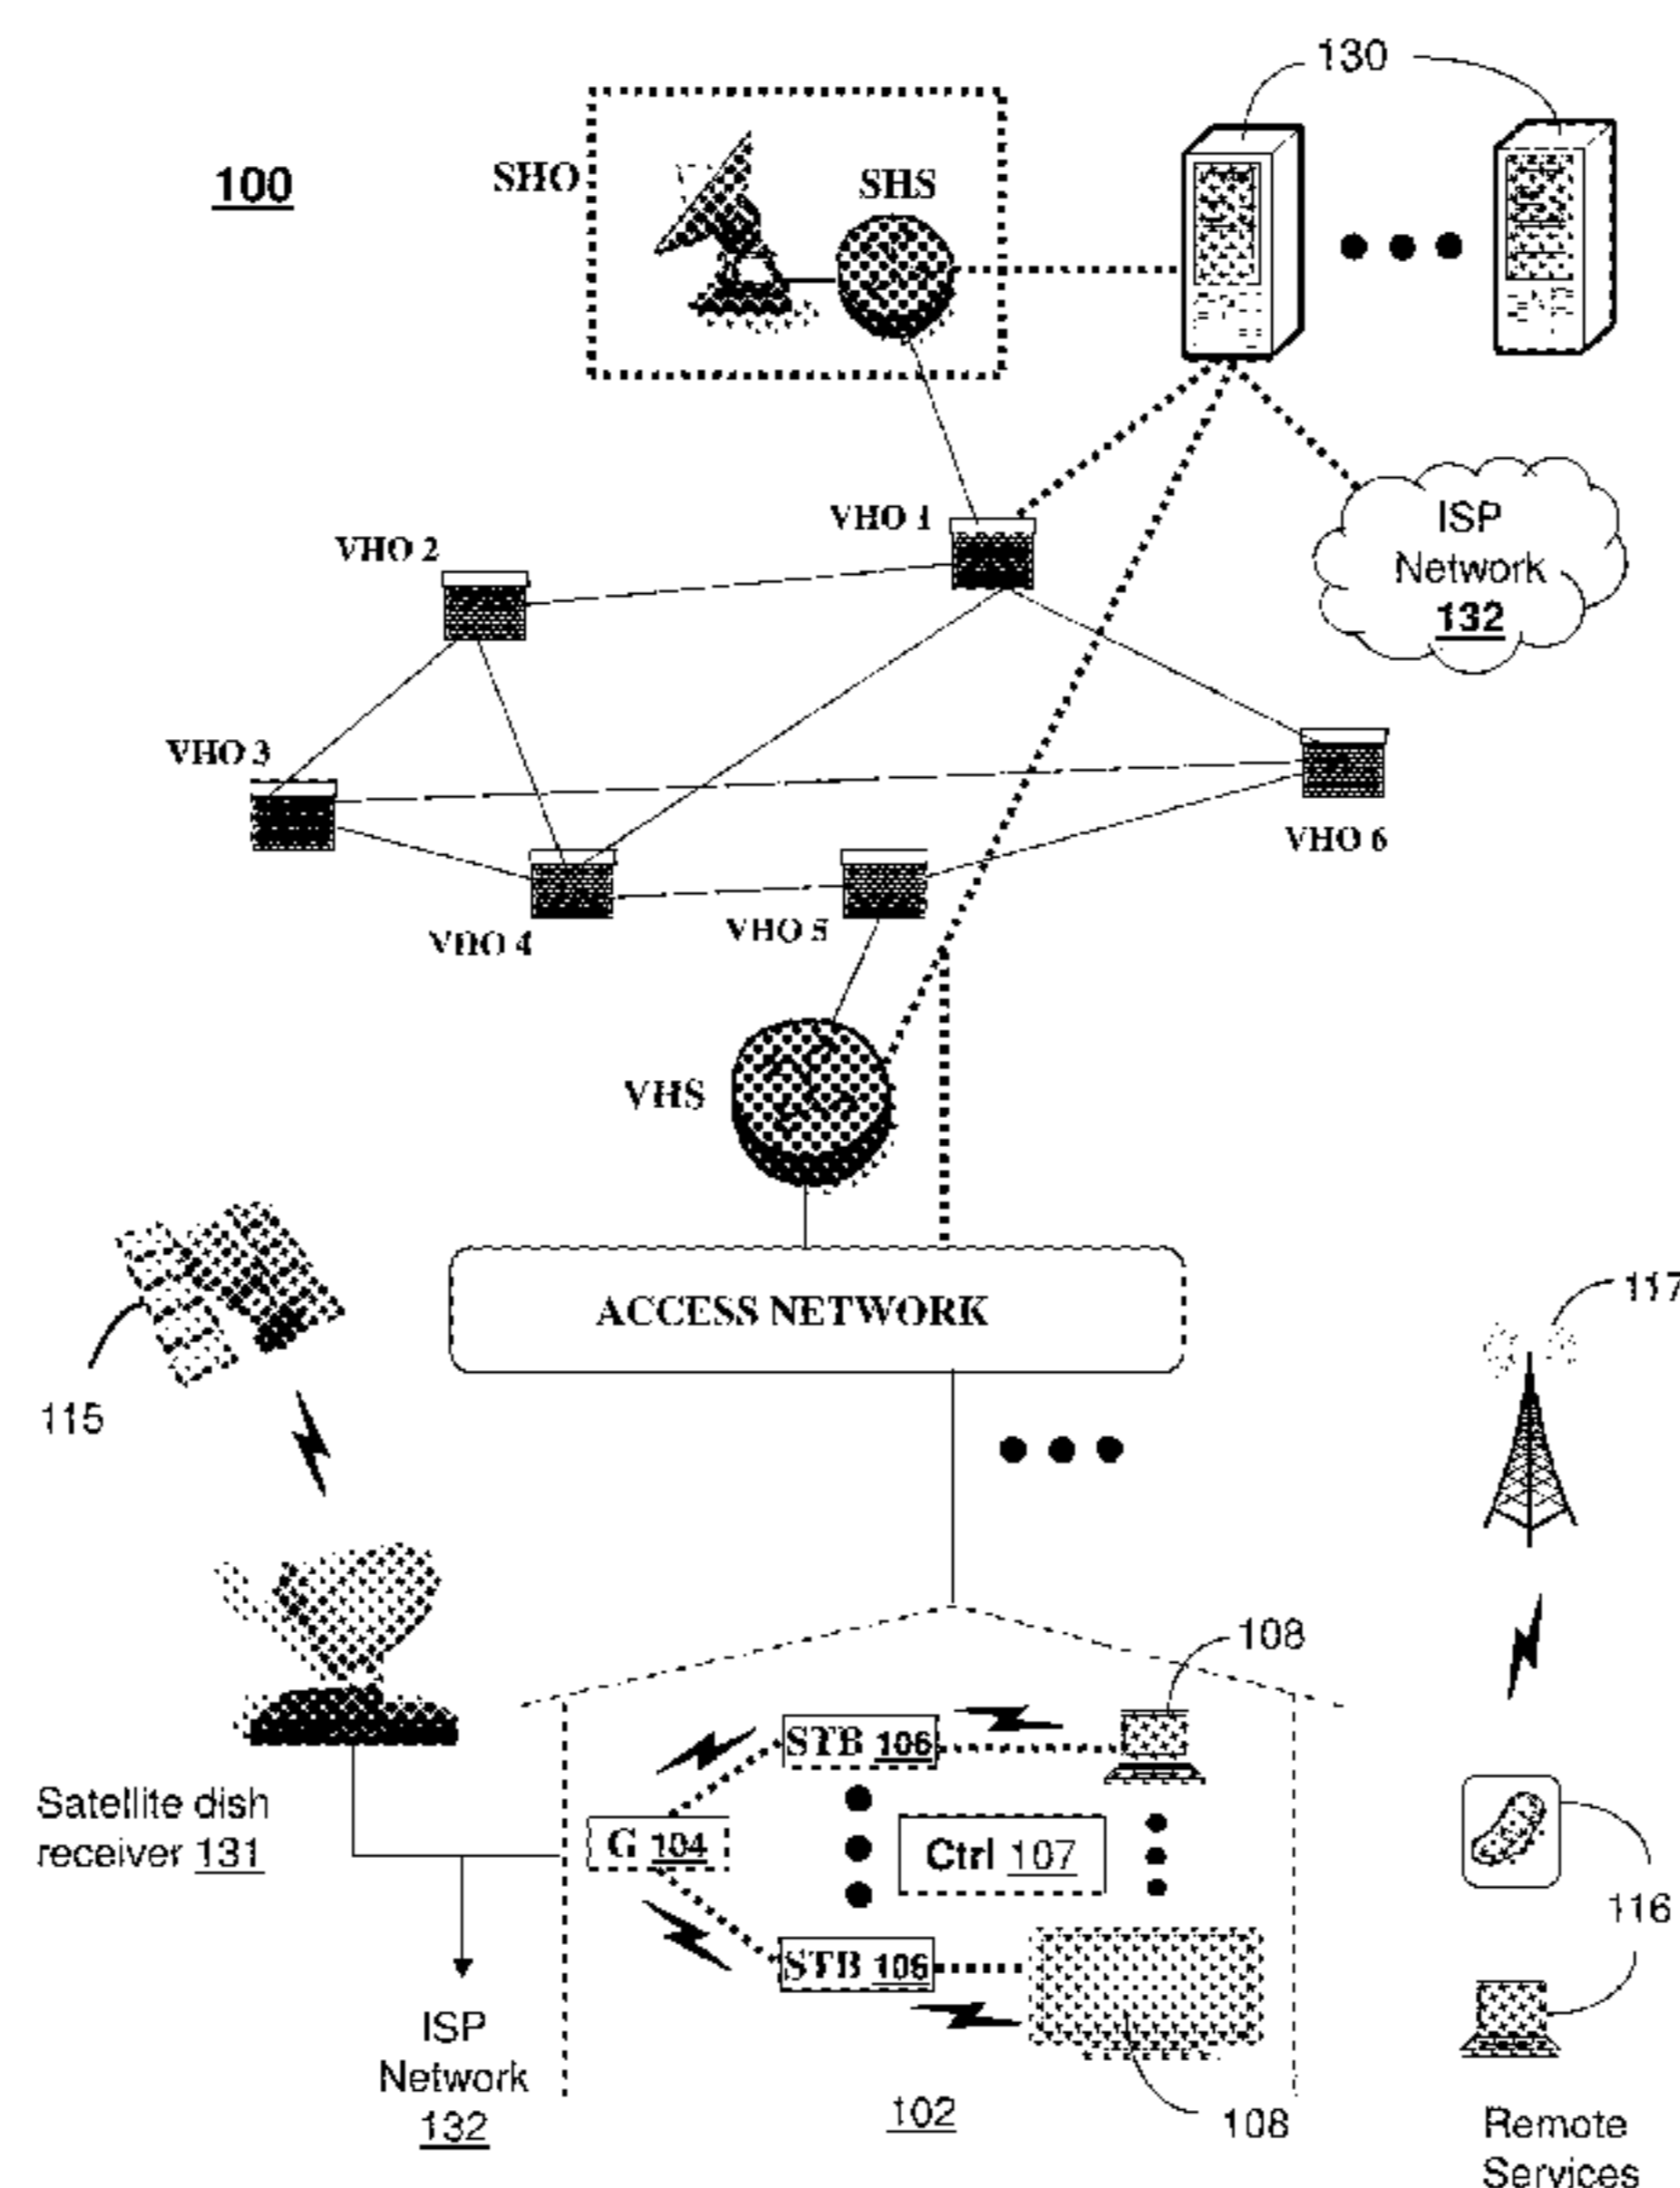 130
100
SHO
SHS
VHO 1
ISP
Network
132
VHO 2
VHO 3
VHO 6
VHO 4
VHO 5
VHS
ACCESS NETWORK
117
115
108
STB 106
Satellite dish
receiver 131
G 104
Ctrl 107
116
STB 106
ISP
Network
132
102
108
Remote
Services